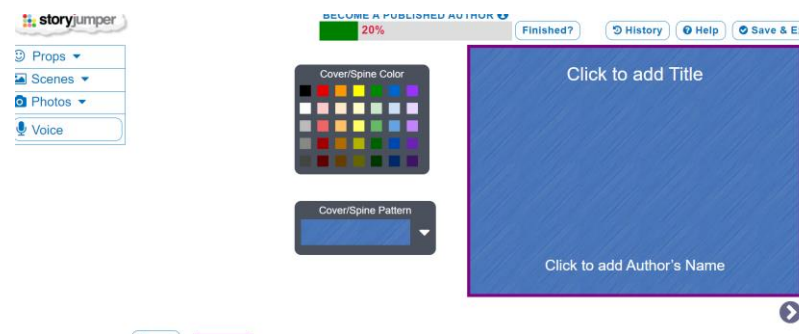 storyjumper
BECOME A PUBLISHED AUTHOR
20%
Finished?
History
Help
Save & E
Props
Scenes
Photos
Voice
Cover/Spine Color
Cover/Spine Pattern
Click to add Title
Click to add Author's Name